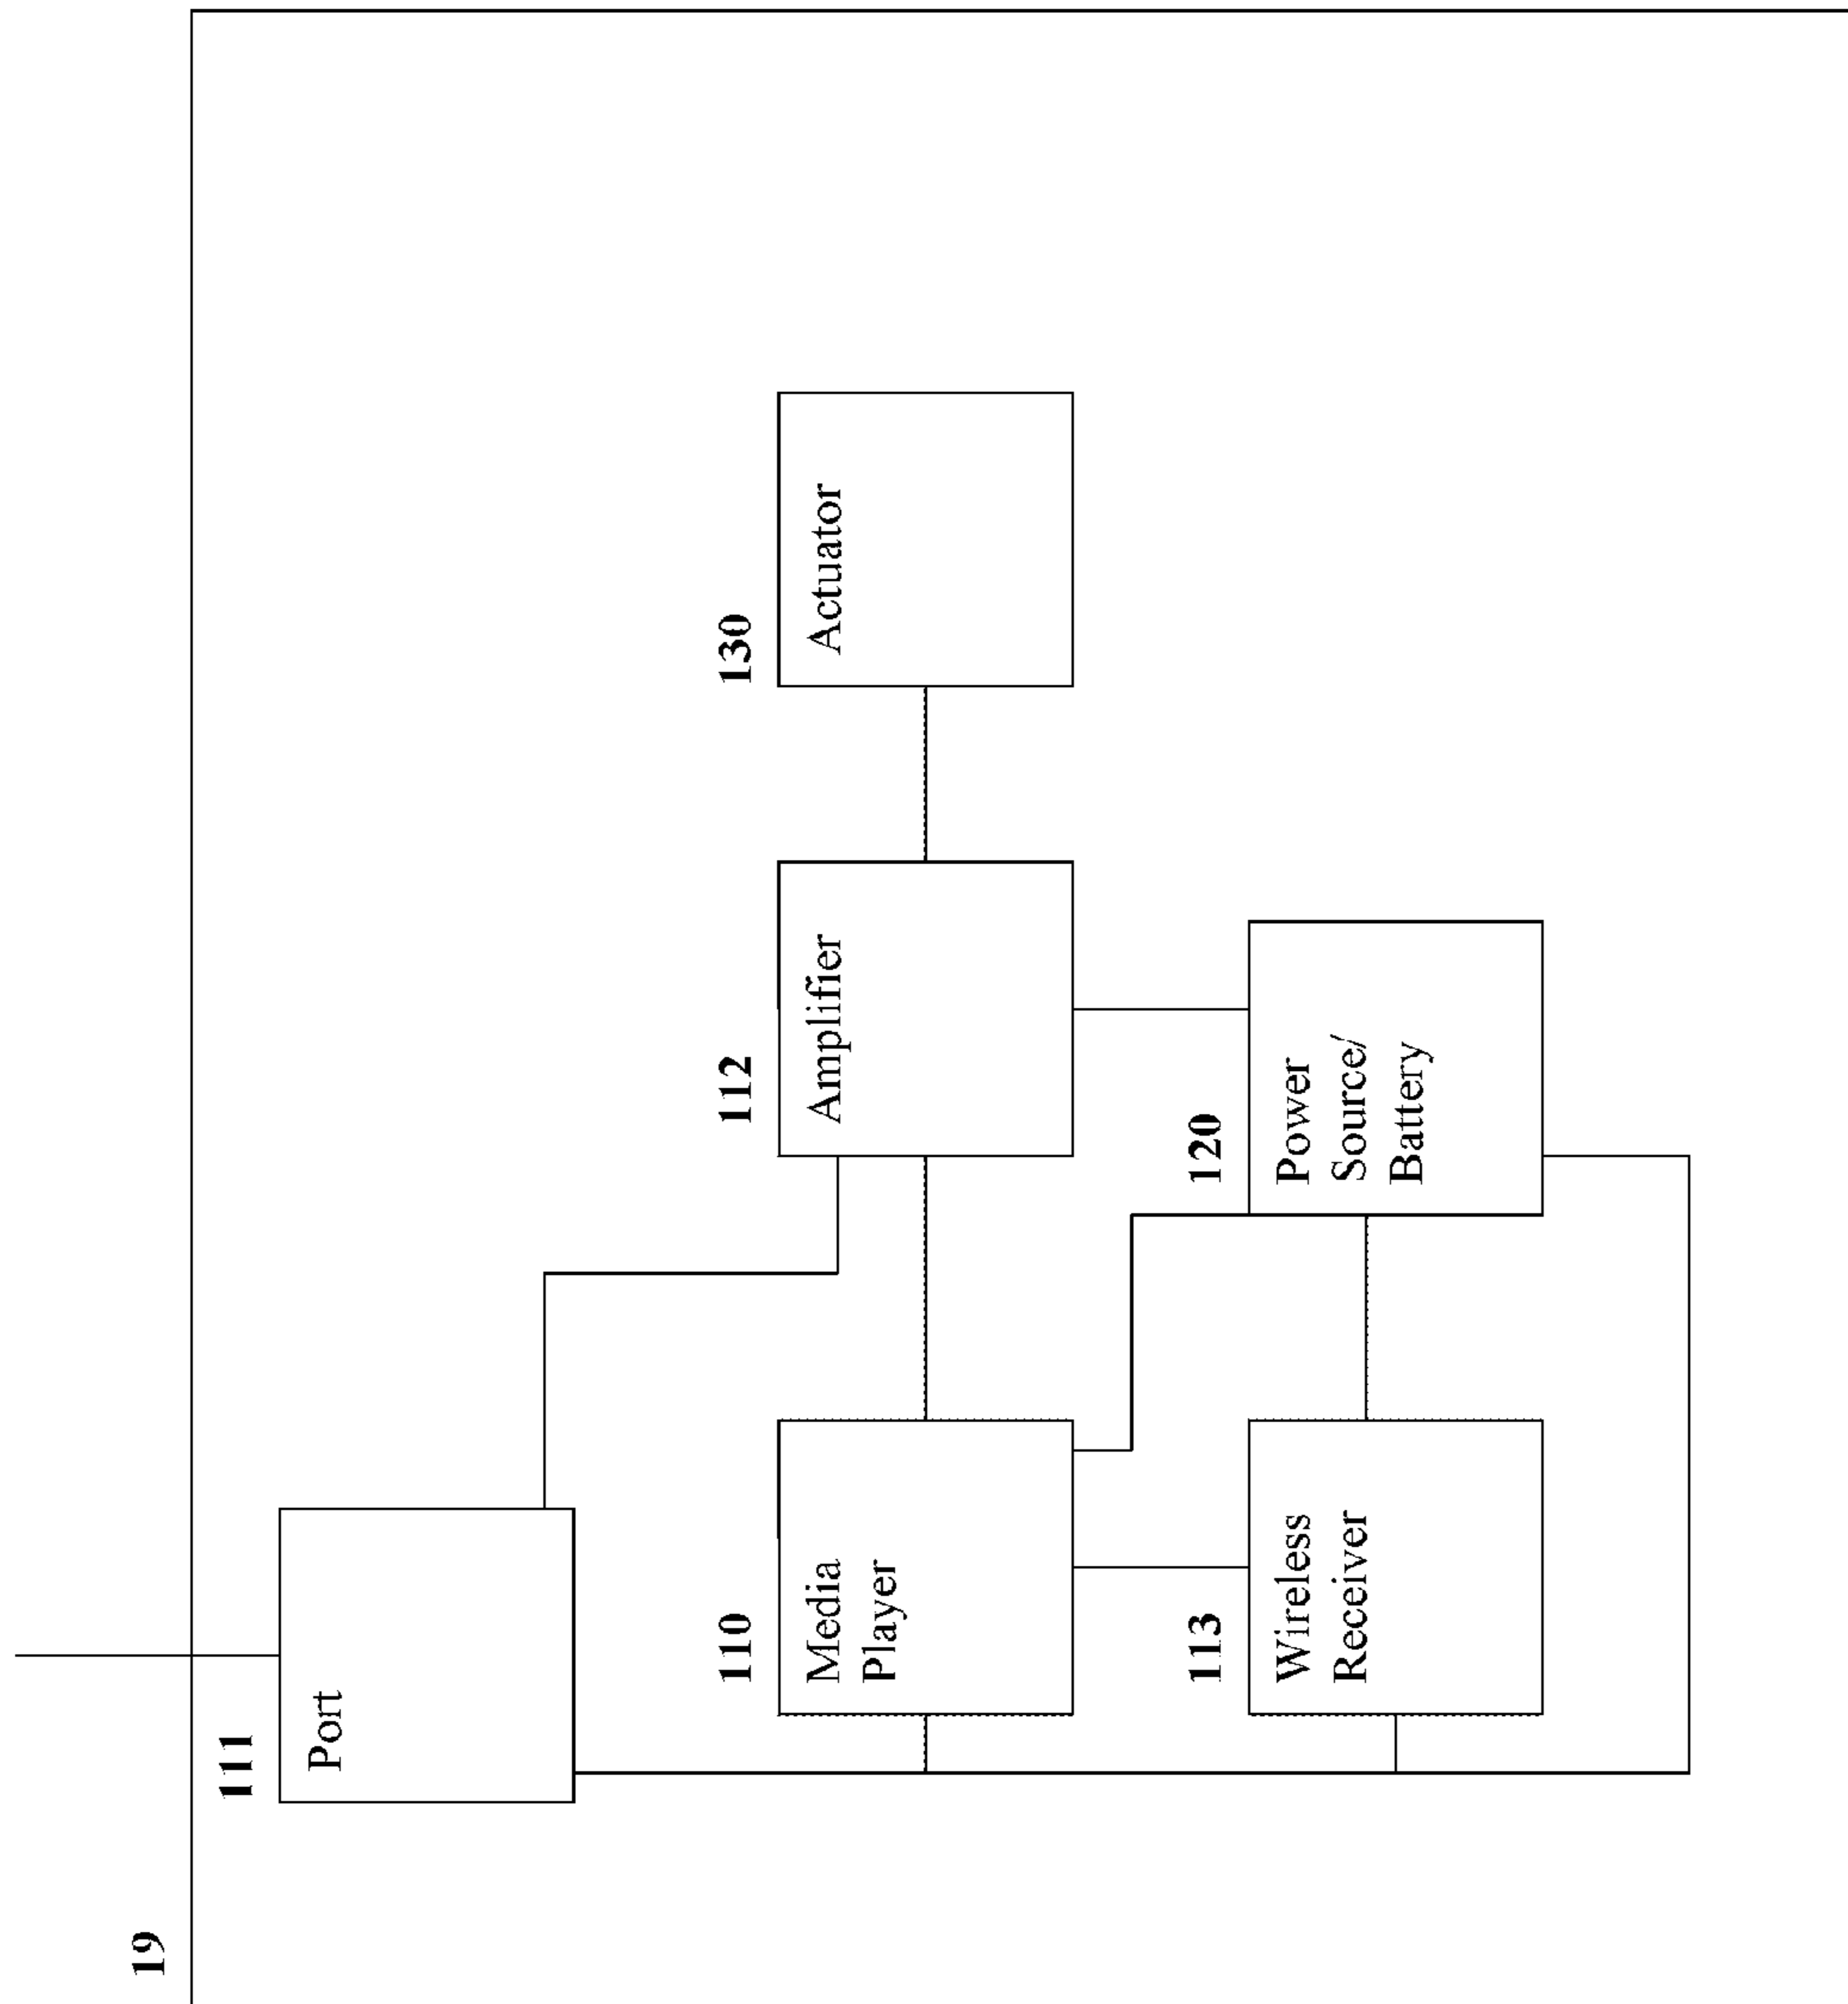 19
111
Port
110
Media
Player
112
Amplifier
130
Actuator
113
Wireless
Receiver
120
Power
Source/
Battery